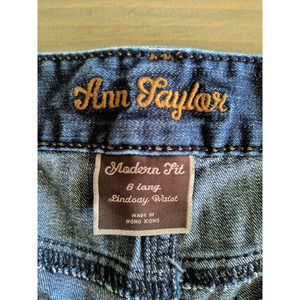 Ann Taylor
Modern Fit
6 long
Lindsay Waist
MADE IN
HONG KONG